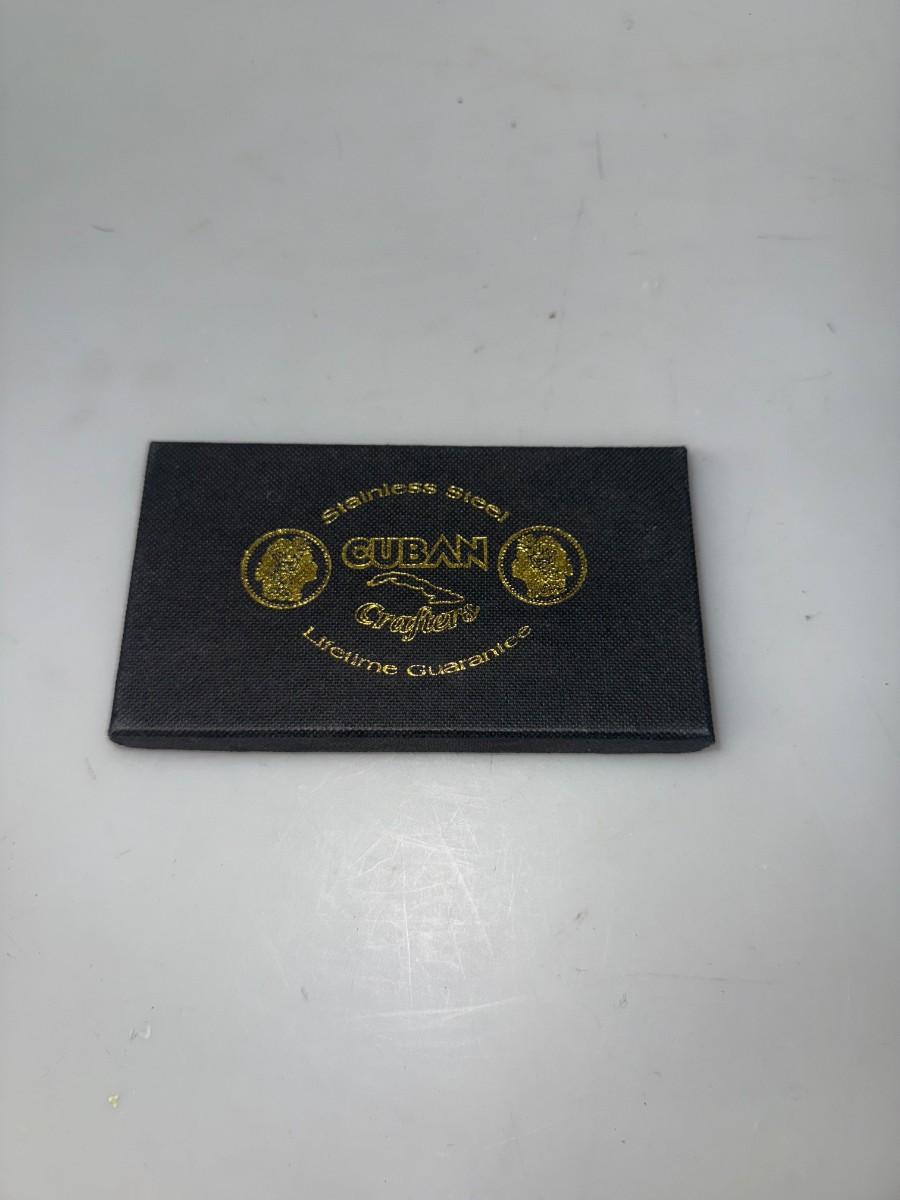 Stainless Steel
CUBAN
Crafters
Lifetime Guarantee